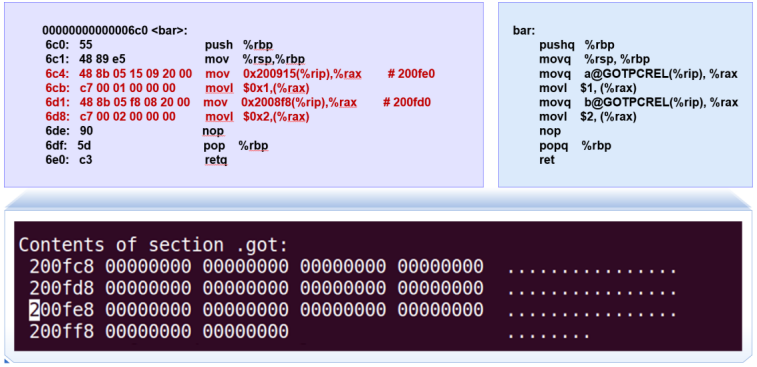 00000000000006c0 <bar>:
6c0: 55 push %rbp
6c1: 48 89 e5 mov %rsp,%rbp
6c4: 48 8b 05 15 09 20 00 mov 0x200915(%rip),%rax # 200fe0
6cb: c7 00 01 00 00 00 movl $0x1,(%rax)
6d1: 48 8b 05 f8 08 20 00 mov 0x2008f8(%rip),%rax # 200fd0
6d8: c7 00 02 00 00 00 movl $0x2,(%rax)
6de: 90 nop
6df: 5d pop %rbp
6e0: c3 retq
bar:
pushq %rbp
movq %rsp, %rbp
movq a@GOTPCREL(%rip), %rax
movl $1, (%rax)
movq b@GOTPCREL(%rip), %rax
movl $2, (%rax)
nop
popq %rbp
ret
Contents of section .got:
200fc8 00000000 00000000 00000000 00000000 ................
200fd8 00000000 00000000 00000000 00000000 ................
200fe8 00000000 00000000 00000000 00000000 ................
200ff8 00000000 00000000 ........